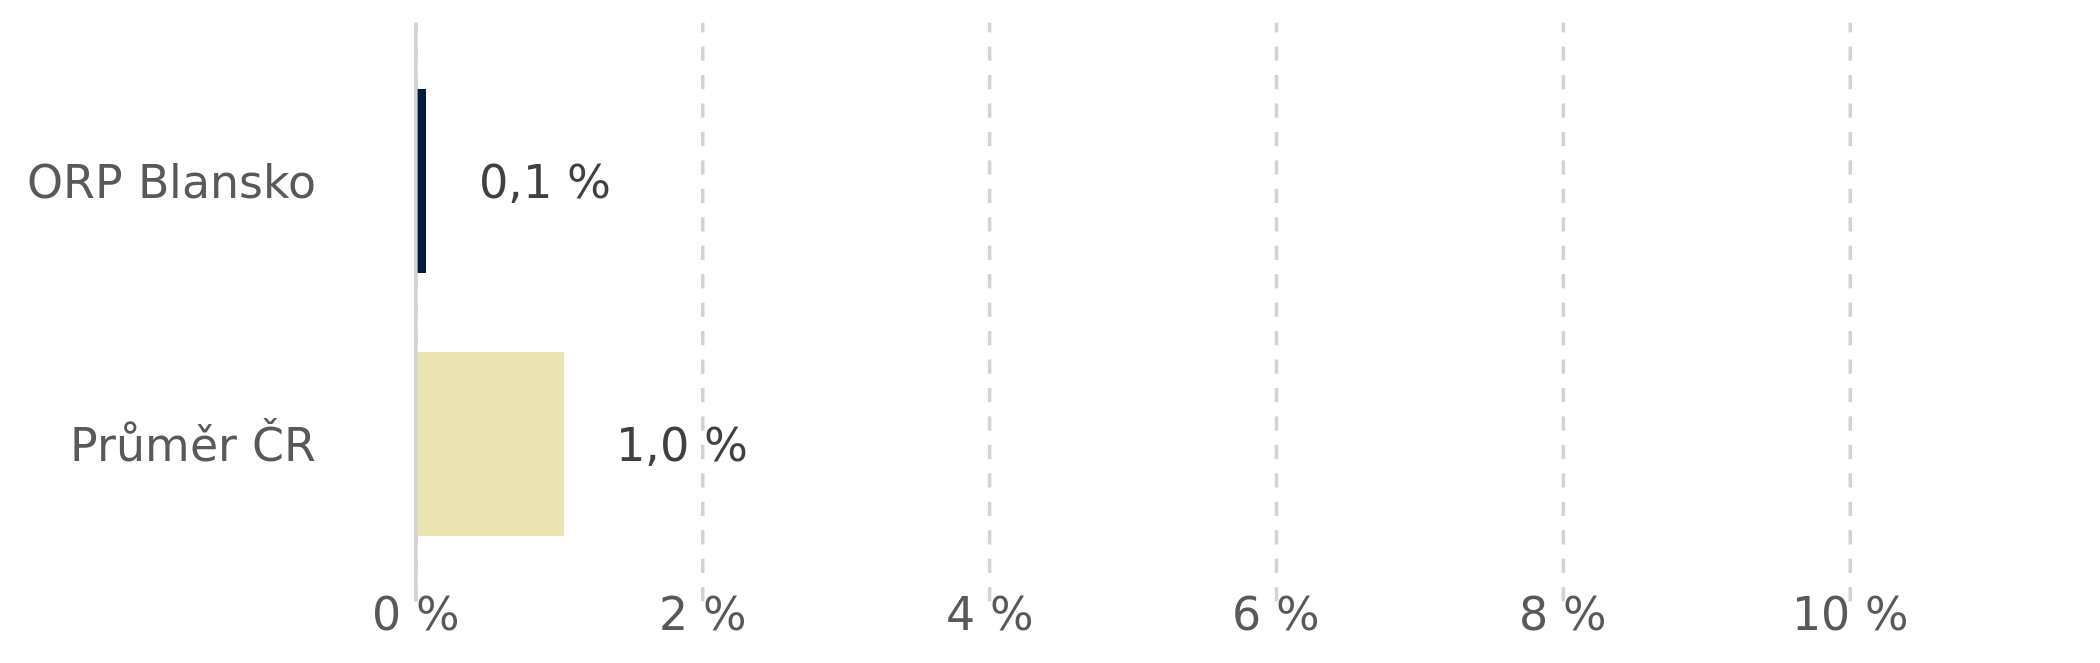 ORP Blansko
0,1 %
Průměr ČR
1,0 %
0 % 2 % 4 % 6 % 8 % 10 %